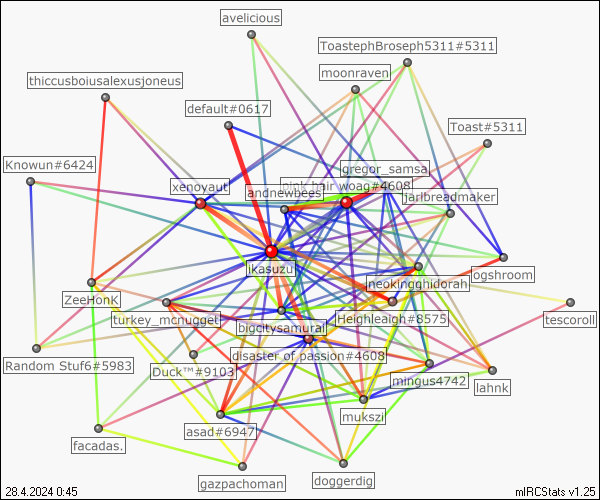 avelicious
ToastephBroseph5311#5311
moonraven
thiccusboiusalexusjoneus
default#0617
Toast#5311
Knowun#6424
gregor_samsa
xenoyaut
andnewbees
pink hair woag#4608
jarlbreadmaker
ikasuzu
ogshroom
neokingghidorah
ZeeHonk
turkey_mcnugget
Heighleigh#8575
tescoroll
bigcitysamurai
disaster of passion#4608
Random Stuf6#5983
Duck™#9103
mingus4742
lahnk
mukszi
asad#6947
facadas.
gazpachoman
doggerdig
28.4.2024 0:45
mIRCStats v1.25